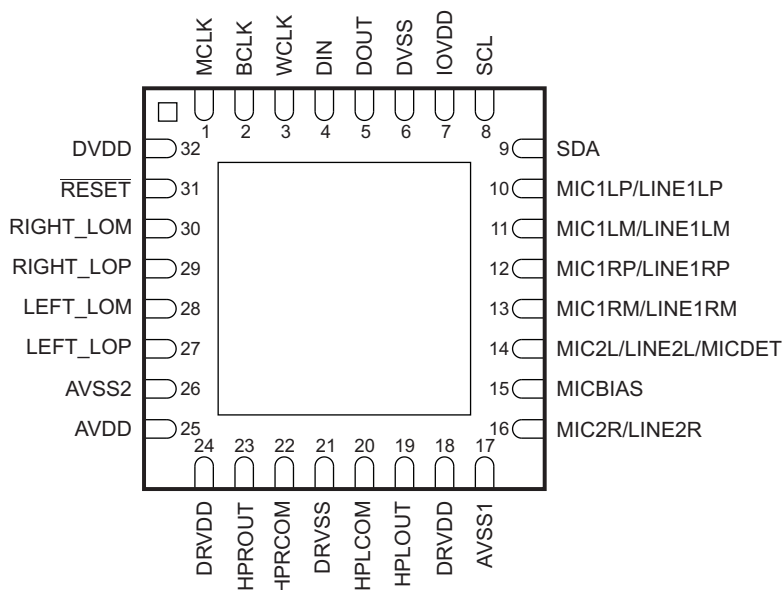 MCLK
BCLK
WCLK
DIN
DOUT
DVSS
IOVDD
SCL
1
2
3
4
5
6
7
8
DVDD 32
RESET 31
RIGHT_LOM 30
RIGHT_LOP 29
LEFT_LOM 28
LEFT_LOP 27
AVSS2 26
AVDD 25
9 SDA
10 MIC1LP/LINE1LP
11 MIC1LM/LINE1LM
12 MIC1RP/LINE1RP
13 MIC1RM/LINE1RM
14 MIC2L/LINE2L/MICDET
15 MICBIAS
16 MIC2R/LINE2R
24
23
22
21
20
19
18
17
DRVDD
HPROUT
HPRCOM
DRVSS
HPLCOM
HPLOUT
DRVDD
AVSS1